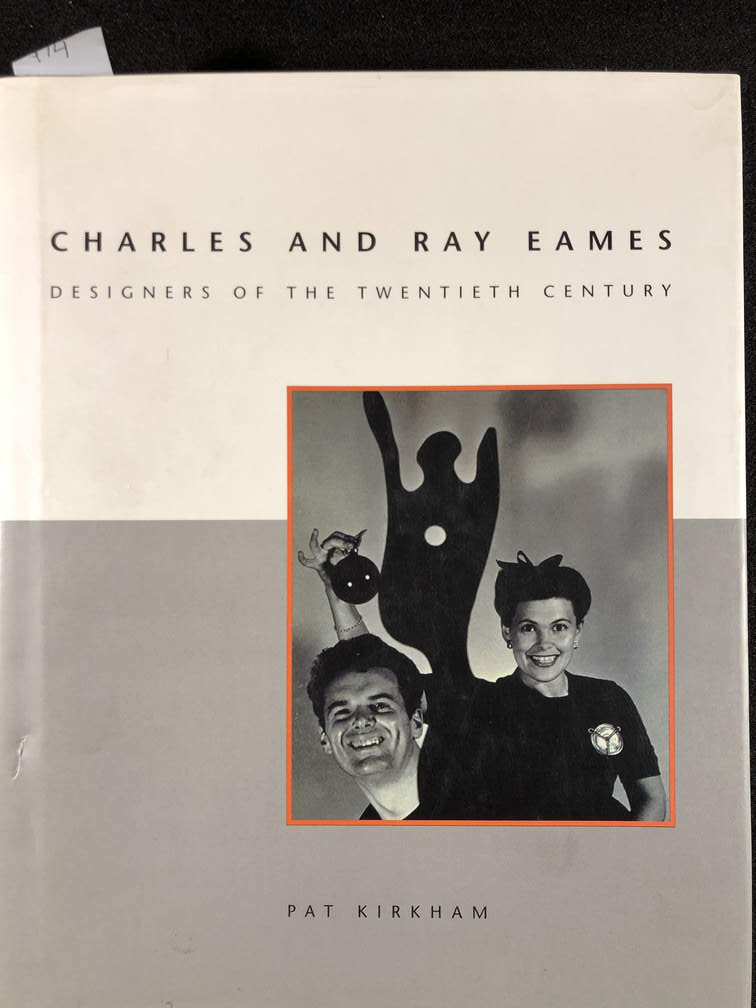 CHARLES AND RAY EAMES
DESIGNERS OF THE TWENTIETH CENTURY
PAT KIRKHAM